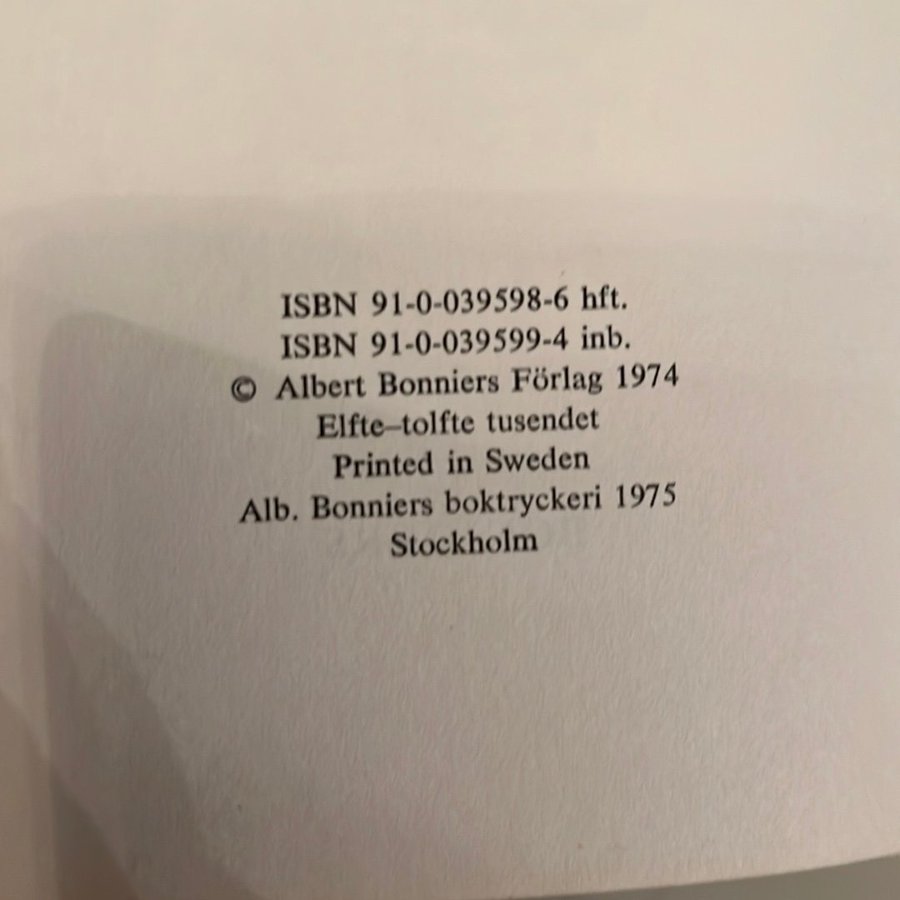 ISBN 91-0-039598-6 hft.
ISBN 91-0-039599-4 inb.
© Albert Bonniers Förlag 1974
Elfte–tolfte tusendet
Printed in Sweden
Alb. Bonniers boktryckeri 1975
Stockholm